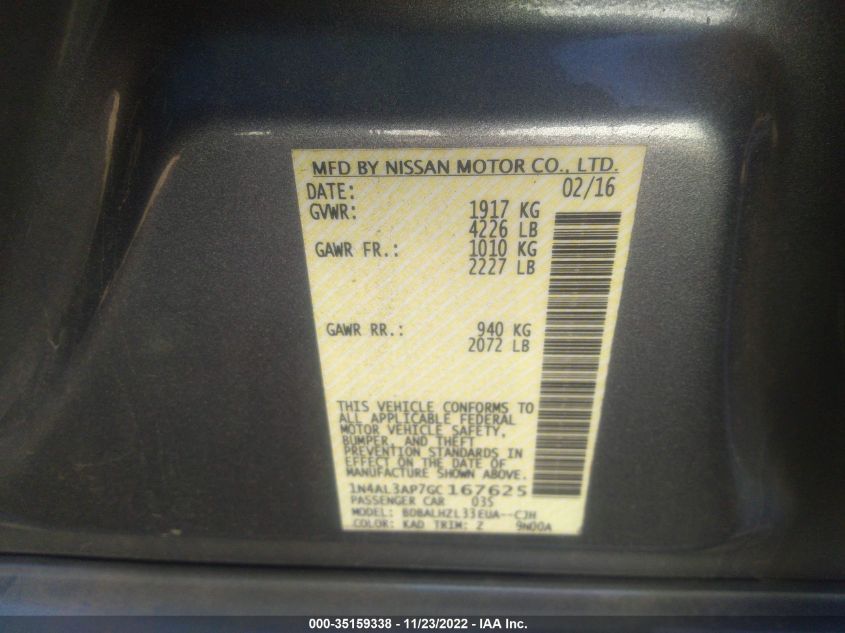 MFD BY NISSAN MOTOR CO., LTD.
DATE: 02/16
GVWR: 1917 KG
4226 LB
GAWR FR.: 1010 KG
2227 LB
GAWR RR.: 940 KG
2072 LB
THIS VEHICLE CONFORMS TO
ALL APPLICABLE FEDERAL
MOTOR VEHICLE SAFETY,
BUMPER, AND THEFT
PREVENTION STANDARDS IN
EFFECT ON THE DATE OF
MANUFACTURE SHOWN ABOVE.
1N4AL3AP7GC167625
PASSENGER CAR 035
MODEL: BDBALHZL33EUA--CJH
COLOR: KAD TRIM: Z 9N00A
000-35159338 - 11/23/2022 - IAA Inc.